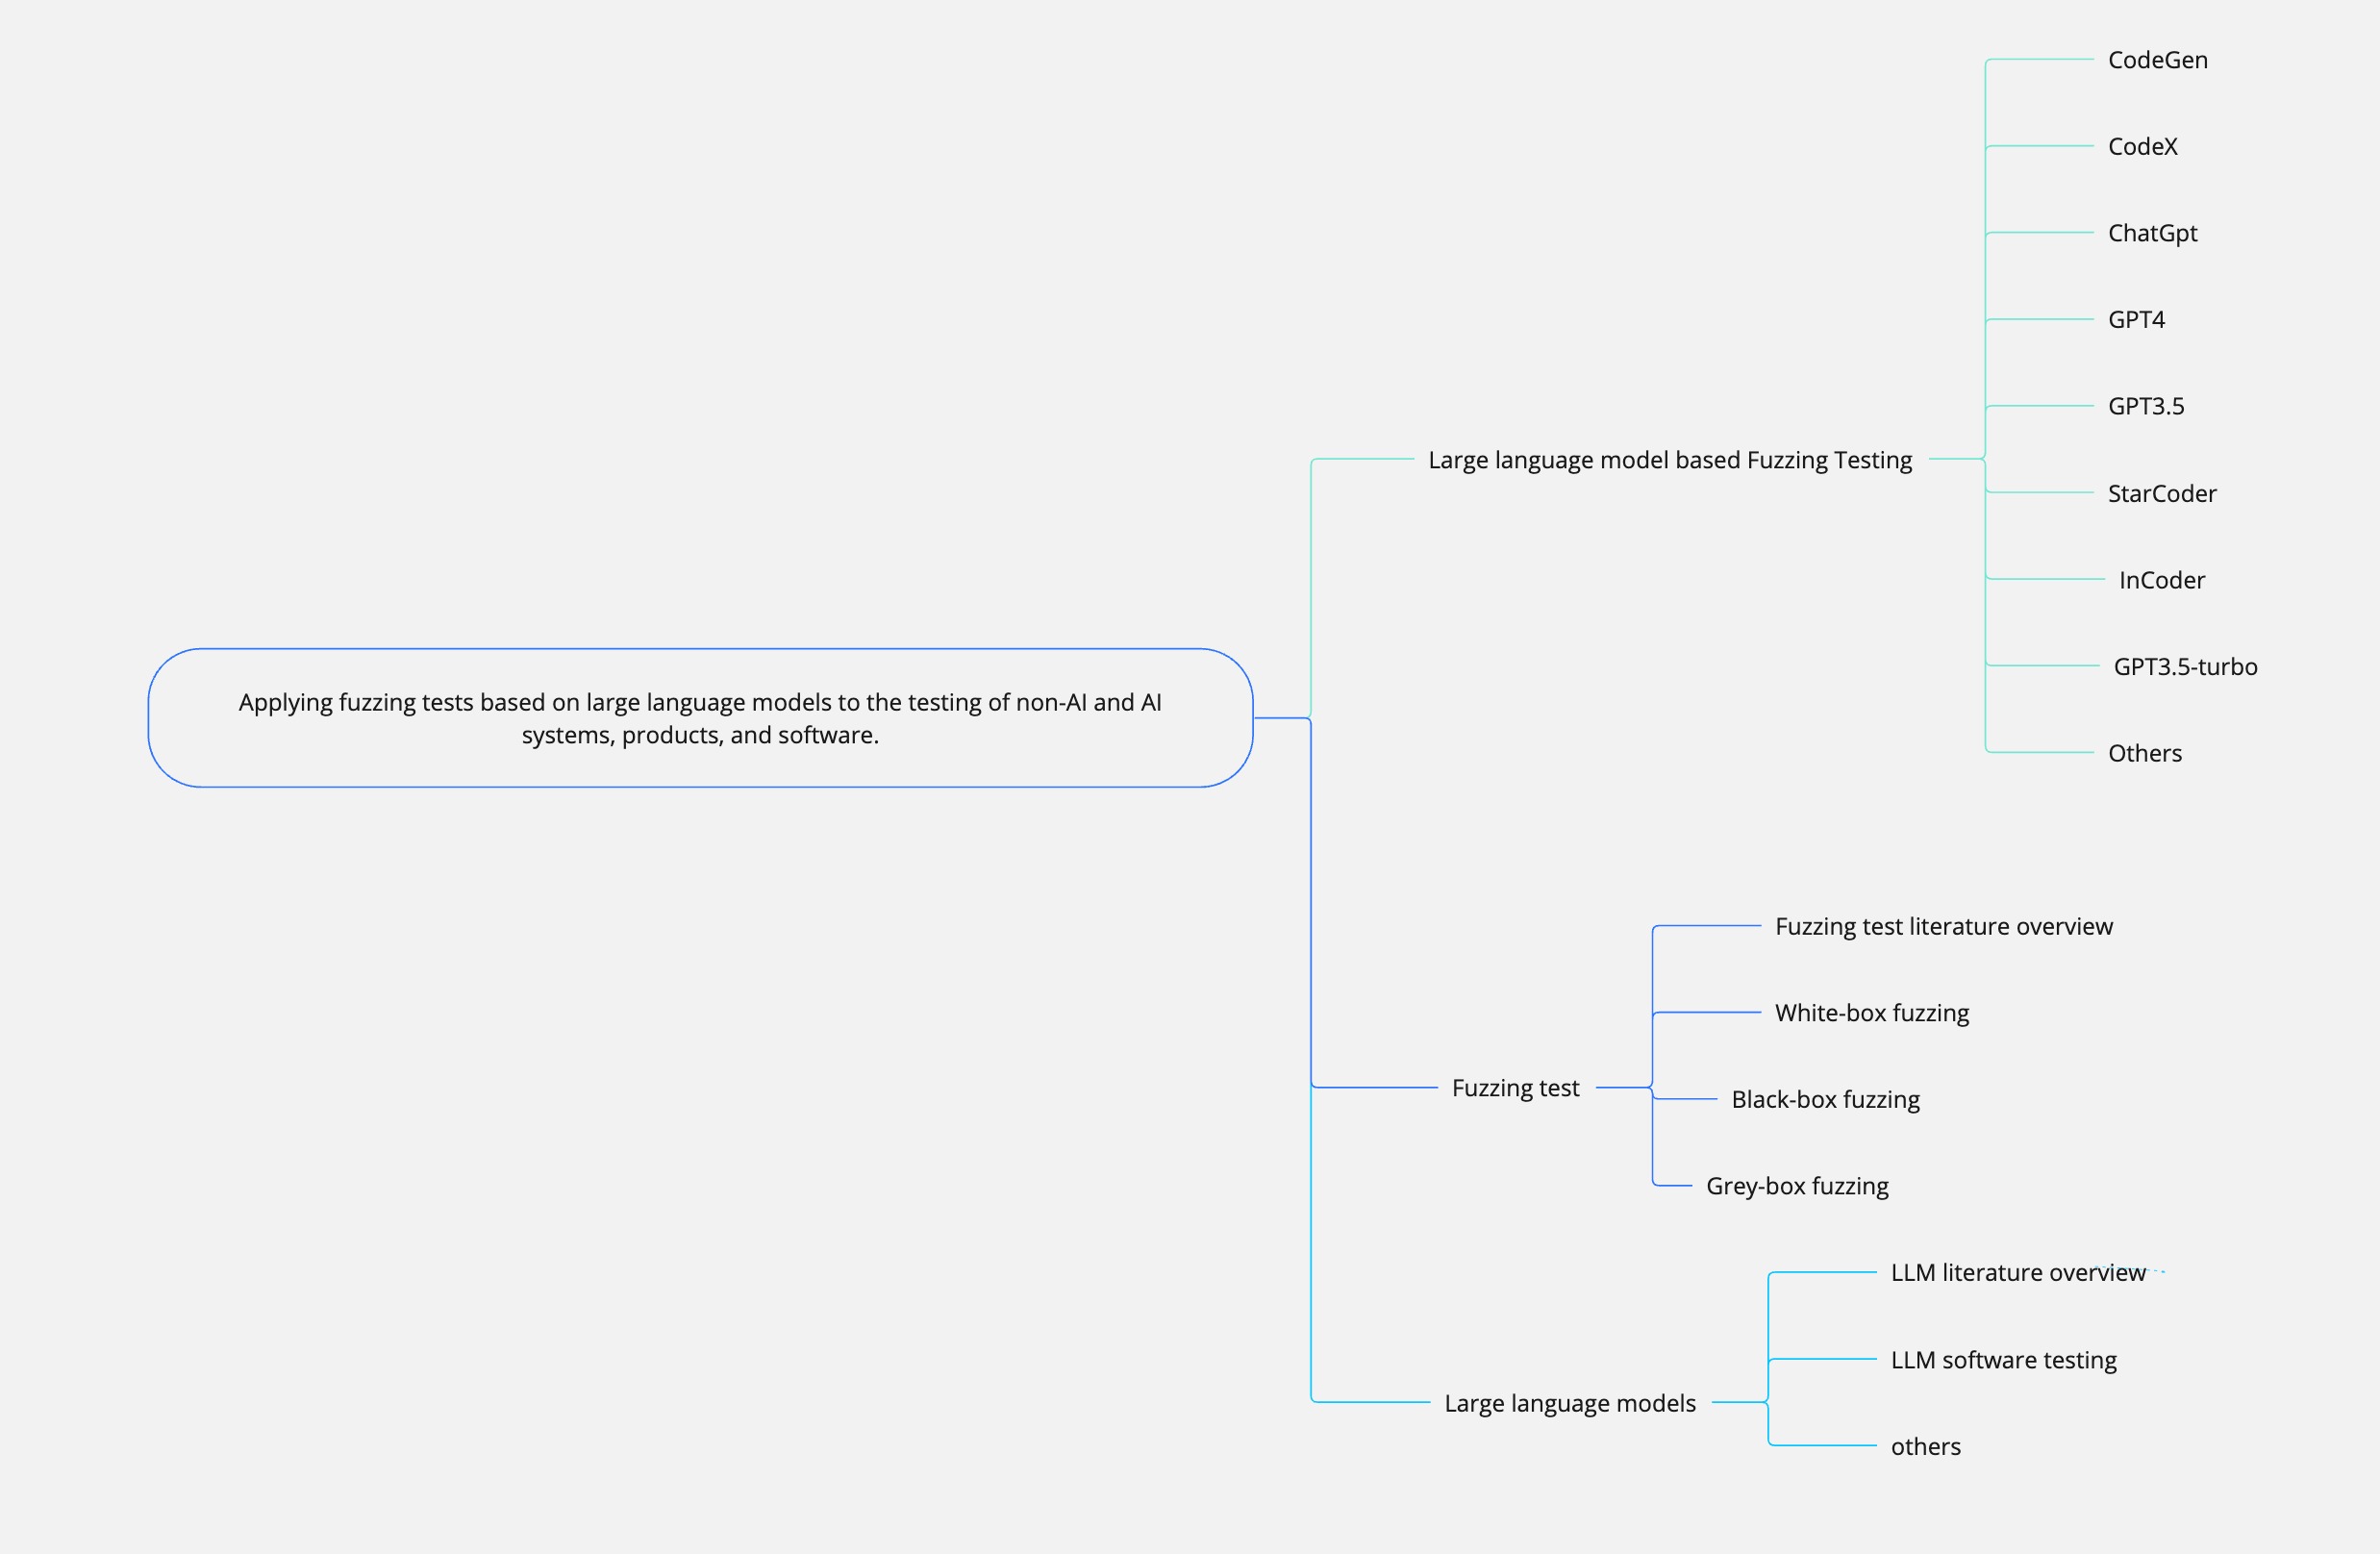 CodeGen
CodeX
ChatGpt
GPT4
GPT3.5
Large language model based Fuzzing Testing
StarCoder
InCoder
GPT3.5-turbo
Applying fuzzing tests based on large language models to the testing of non-AI and AI
systems, products, and software.
Others
Fuzzing test literature overview
White-box fuzzing
Fuzzing test
Black-box fuzzing
Grey-box fuzzing
LLM literature overview
LLM software testing
Large language models
others